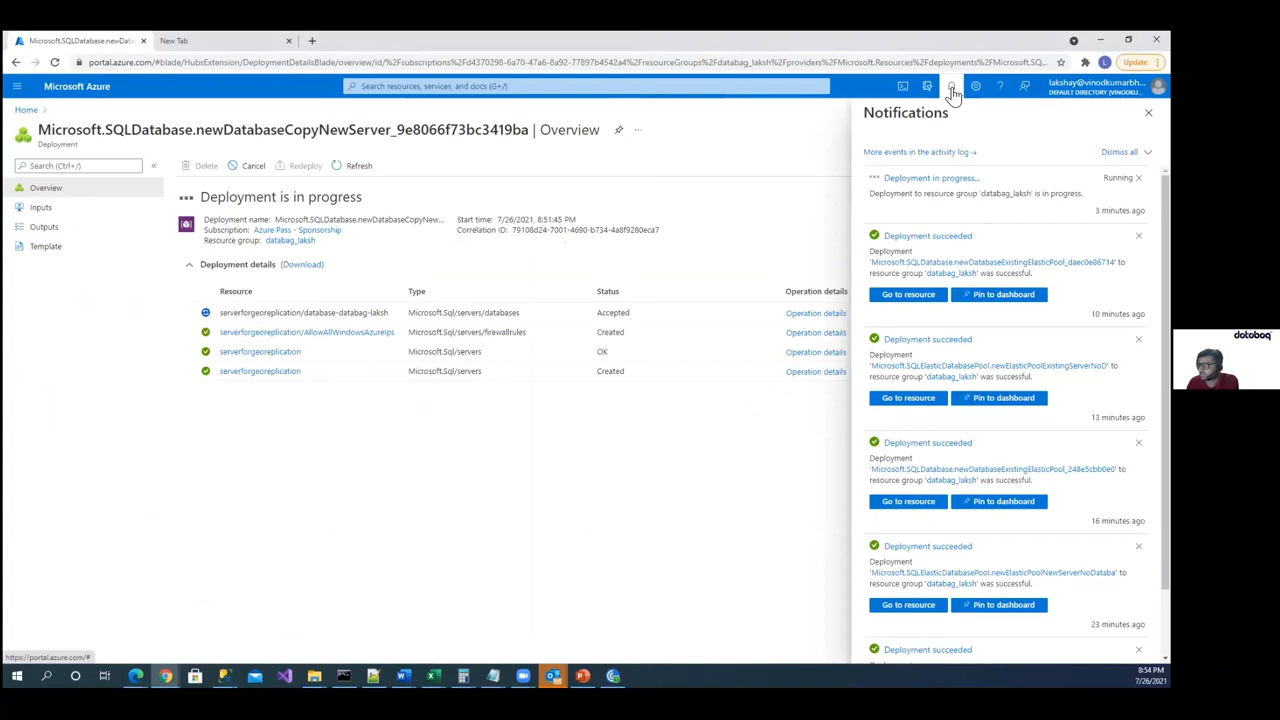 Microsoft.SQLDatabase.newDat
New Tab
portal.azure.com/#blade/HubsExtension/DeploymentDetailsBlade/overview/id/%2Fsubscriptions%2Fd4370298-6a70-4a6a-8a92-77897b4542a4%2FresourceGroups%2Fdatabag_laksh%2Fproviders%2FMicrosoft.Resources%2Fdeployments%2FMicrosoft.SQ...
L
Update
Microsoft Azure
Search resources, services, and docs (G+/)
lakshay@vinodkumarbh...
DEFAULT DIRECTORY (VINODKU...
Home
Microsoft.SQLDatabase.newDatabaseCopyNewServer_9e8066f73bc3419ba | Overview
Deployment
Search (Ctrl+/)
Delete
Cancel
Redeploy
Refresh
Overview
Inputs
Outputs
Template
Deployment is in progress
Deployment name: Microsoft.SQLDatabase.newDatabaseCopyNew...
Subscription: Azure Pass - Sponsorship
Resource group: databag_laksh
Start time: 7/26/2021, 8:51:45 PM
Correlation ID: 79108d24-7001-4690-b734-a4a8f9280eca7
Deployment details (Download)
Resource Type Status Operation details
serverforgeoreplication/database-databag-laksh Microsoft.Sql/servers/databases Accepted Operation details
serverforgeoreplication/AllowAllWindowsAzureIps Microsoft.Sql/servers/firewallrules Created Operation details
serverforgeoreplication Microsoft.Sql/servers OK Operation details
serverforgeoreplication Microsoft.Sql/servers Created Operation details
Notifications
More events in the activity log →
Dismiss all
Deployment in progress... Running
Deployment to resource group 'databag_laksh' is in progress.
3 minutes ago
Deployment succeeded
Deployment
'Microsoft.SQLDatabase.newDatabaseExistingElasticPool_daec0e86714' to
resource group 'databag_laksh' was successful.
Go to resource Pin to dashboard
10 minutes ago
Deployment succeeded
Deployment
'Microsoft.SQLElasticDatabasePool.newElasticPoolExistingServerNoD' to
resource group 'databag_laksh' was successful.
Go to resource Pin to dashboard
13 minutes ago
Deployment succeeded
Deployment
'Microsoft.SQLDatabase.newDatabaseExistingElasticPool_248e5cbb0e0' to
resource group 'databag_laksh' was successful.
Go to resource Pin to dashboard
16 minutes ago
Deployment succeeded
Deployment
'Microsoft.SQLElasticDatabasePool.newElasticPoolNewServerNoDataba' to
resource group 'databag_laksh' was successful.
Go to resource Pin to dashboard
23 minutes ago
Deployment succeeded
https://portal.azure.com/#
8:54 PM
7/26/2021
databag